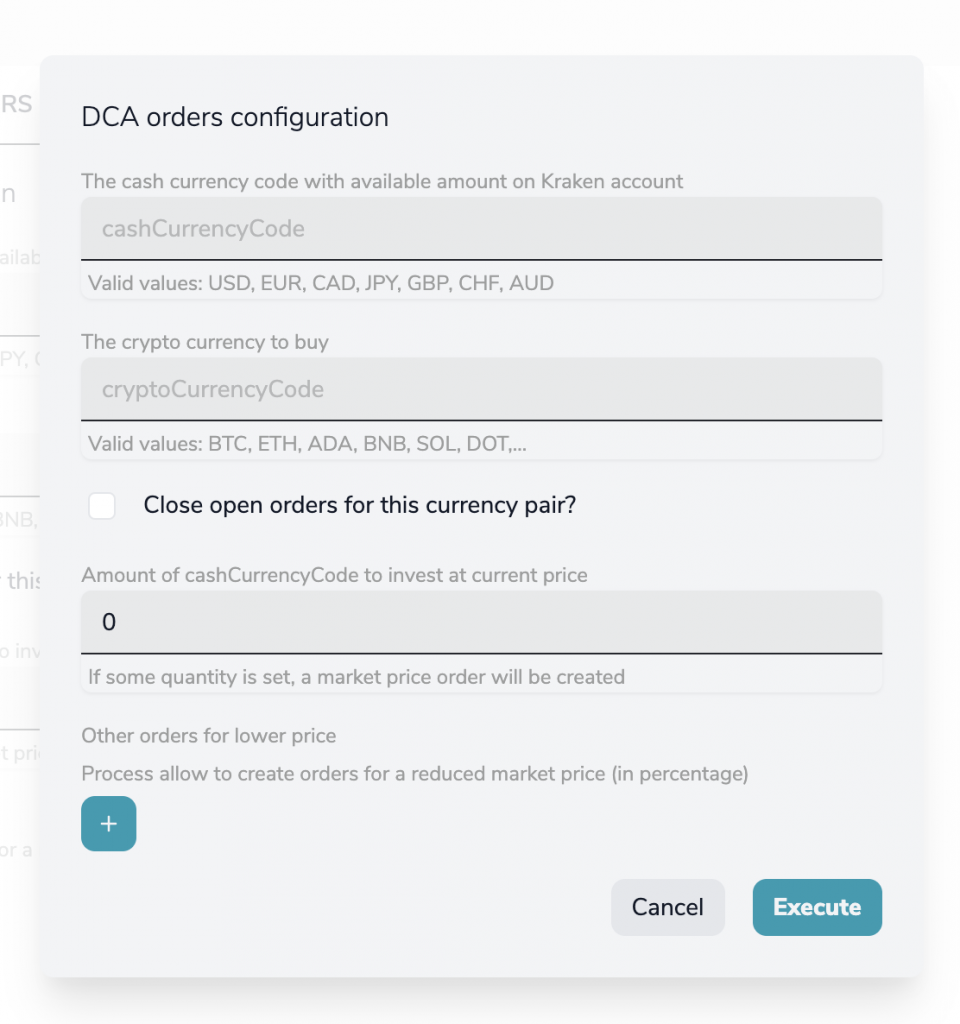 DCA orders configuration
The cash currency code with available amount on Kraken account
cashCurrencyCode
Valid values: USD, EUR, CAD, JPY, GBP, CHF, AUD
The crypto currency to buy
cryptoCurrencyCode
Valid values: BTC, ETH, ADA, BNB, SOL, DOT,...
Close open orders for this currency pair?
Amount of cashCurrencyCode to invest at current price
0
If some quantity is set, a market price order will be created
Other orders for lower price
Process allow to create orders for a reduced market price (in percentage)
+
Cancel
Execute